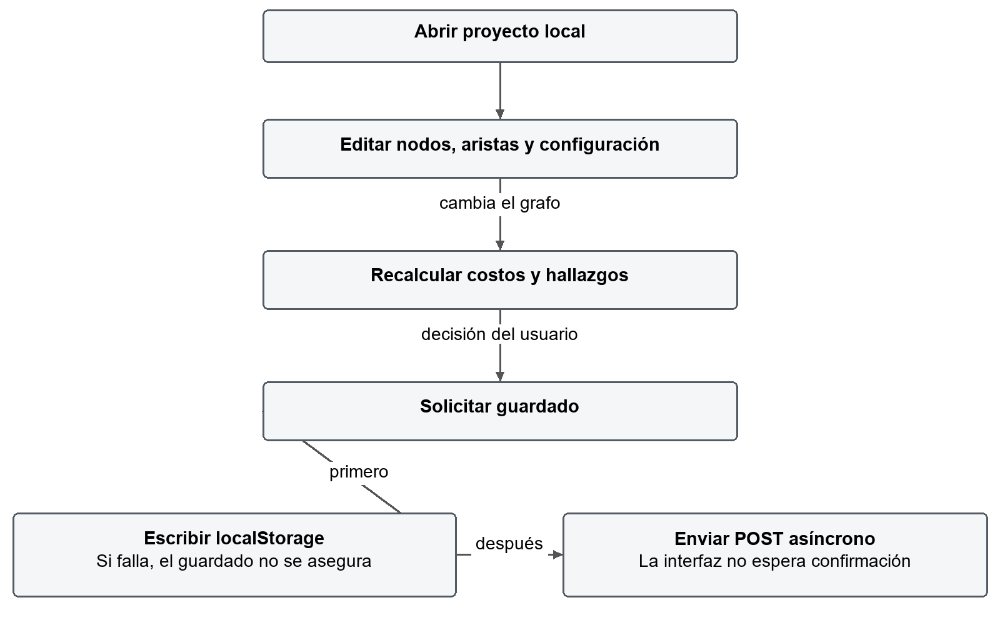 Abrir proyecto local
Editar nodos, aristas y configuración
cambia el grafo
Recalcular costos y hallazgos
decisión del usuario
Solicitar guardado
primero
Escribir localStorage
Si falla, el guardado no se asegura
después
Enviar POST asíncrono
La interfaz no espera confirmación